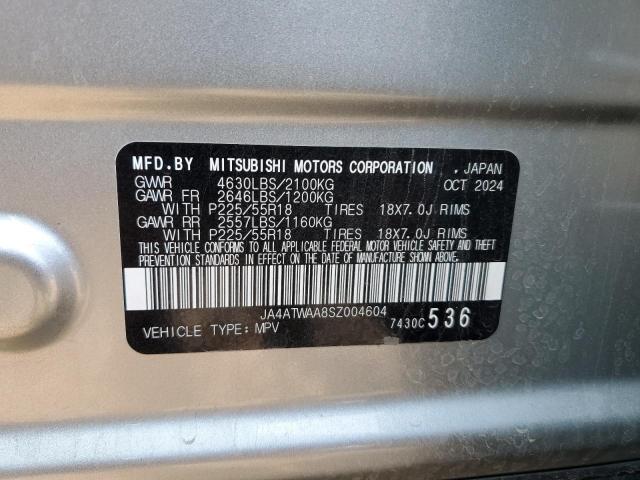 MFD.BY MITSUBISHI MOTORS CORPORATION . JAPAN
GVWR 4630LBS/2100KG OCT 2024
GAWR FR 2646LBS/1200KG
WITH P225/55R18 TIRES 18X7.0J RIMS
GAWR RR 2557LBS/1160KG
WITH P225/55R18 TIRES 18X7.0J RIMS
THIS VEHICLE CONFORMS TO ALL APPLICABLE FEDERAL MOTOR VEHICLE SAFETY AND THEFT
PREVENTION STANDARDS IN EFFECT ON THE DATE OF MANUFACTURE SHOWN ABOVE.
JA4ATWAA8SZ004604
VEHICLE TYPE: MPV 7430C 536